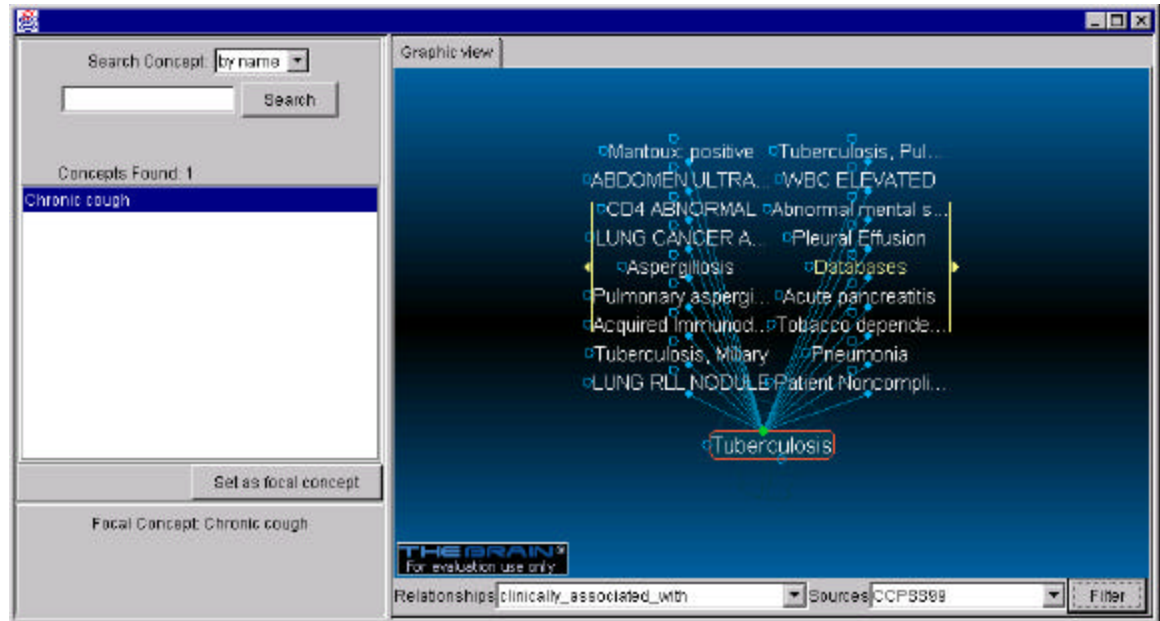 Search Concept: by name
Search
Concepts Found: 1
Chronic cough
Set as focal concept
Focal Concept: Chronic cough
Graphic view
Mantoux: positive Tuberculosis, Pul...
ABDOMEN ULTRA... WBC ELEVATED
CD4 ABNORMAL Abnormal mental s...
LUNG CANCER A... Pleural Effusion
Aspergillosis Databases
Pulmonary aspergi... Acute pancreatitis
Acquired Immunod... Tobacco depende...
Tuberculosis, Miliary Pneumonia
LUNG RLL NODULE Patient Noncompli...
Tuberculosis
THE BRAIN
For evaluation use only
Relationships clinically_associated_with Sources CCPSS99 Filter